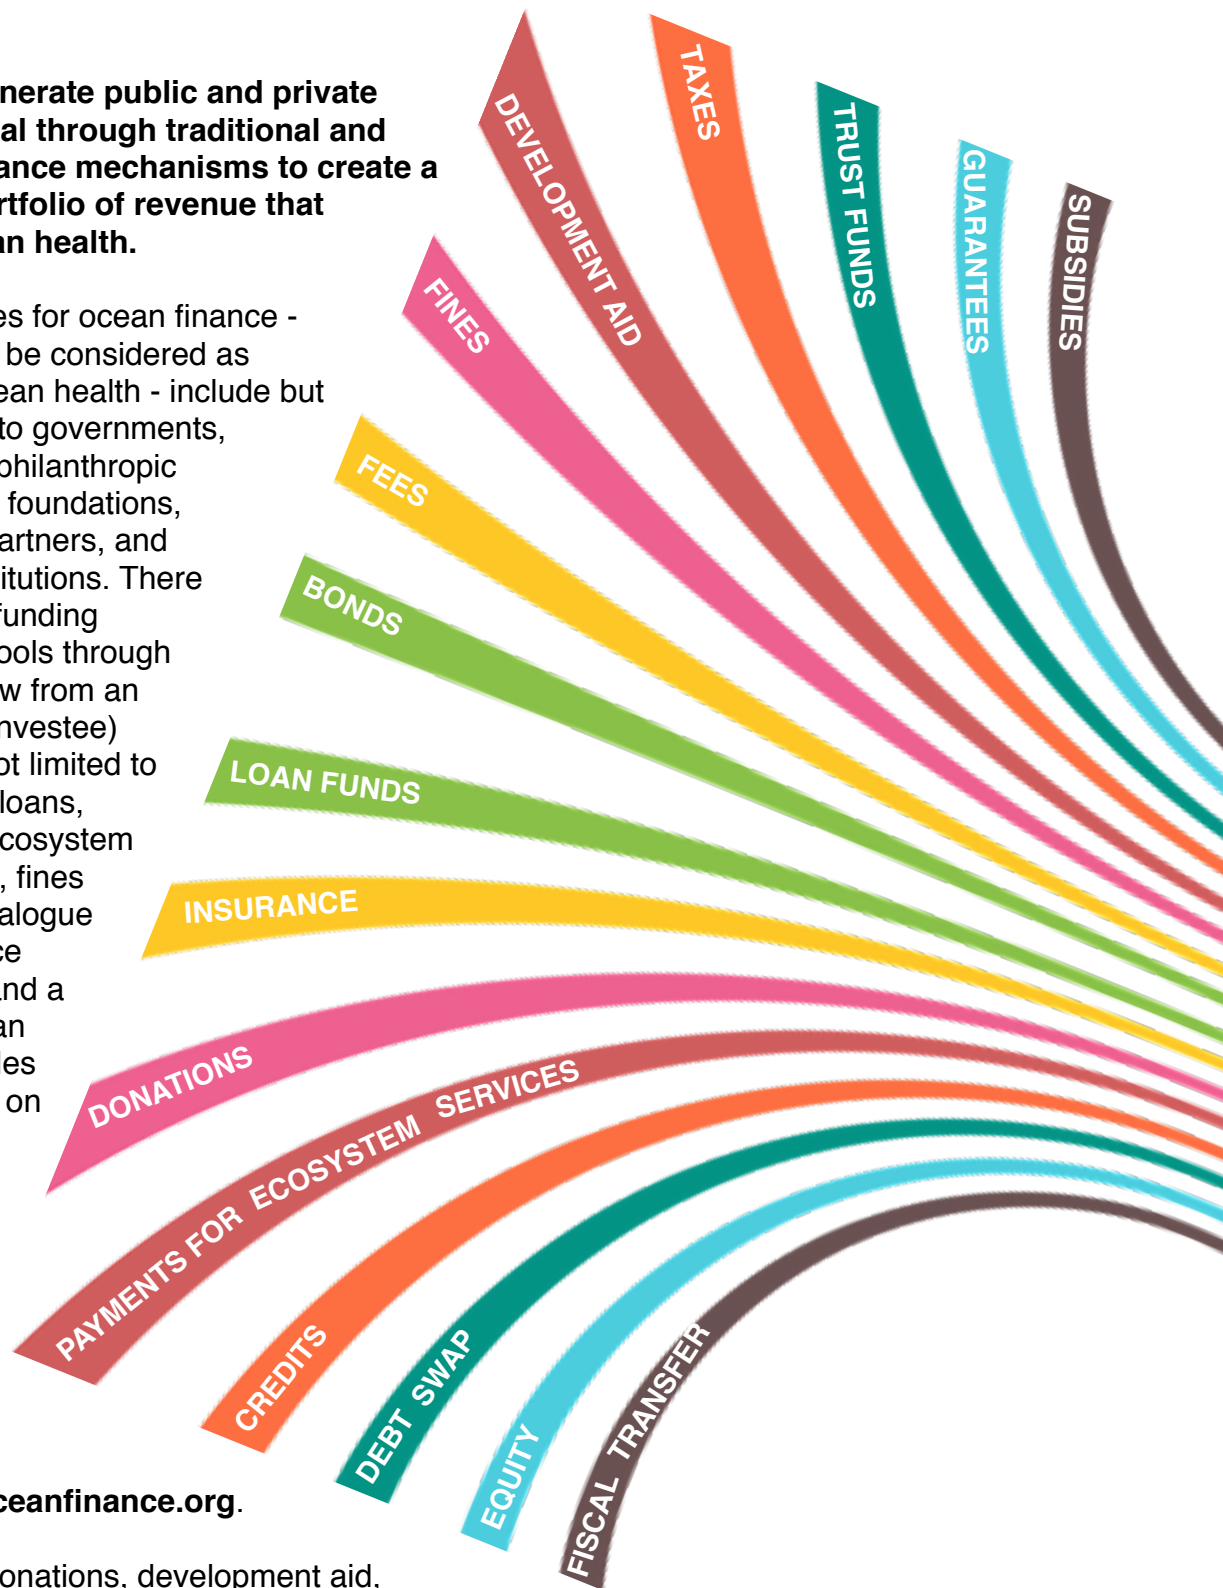 nerate public and private
al through traditional and
ance mechanisms to create a
rtfolio of revenue that
an health.
es for ocean finance -
be considered as
ean health - include but
to governments,
philanthropic
foundations,
artners, and
titutions. There
funding
ools through
w from an
nvestee)
ot limited to
loans,
cosystem
, fines
alogue
ce
and a
an
les
on
ceanfinance.org.
onations, development aid,
SUBSIDIES
GUARANTEES
TRUST FUNDS
TAXES
DEVELOPMENT AID
FINES
FEES
BONDS
LOAN FUNDS
INSURANCE
DONATIONS
PAYMENTS FOR ECOSYSTEM SERVICES
CREDITS
DEBT SWAP
EQUITY
FISCAL TRANSFER